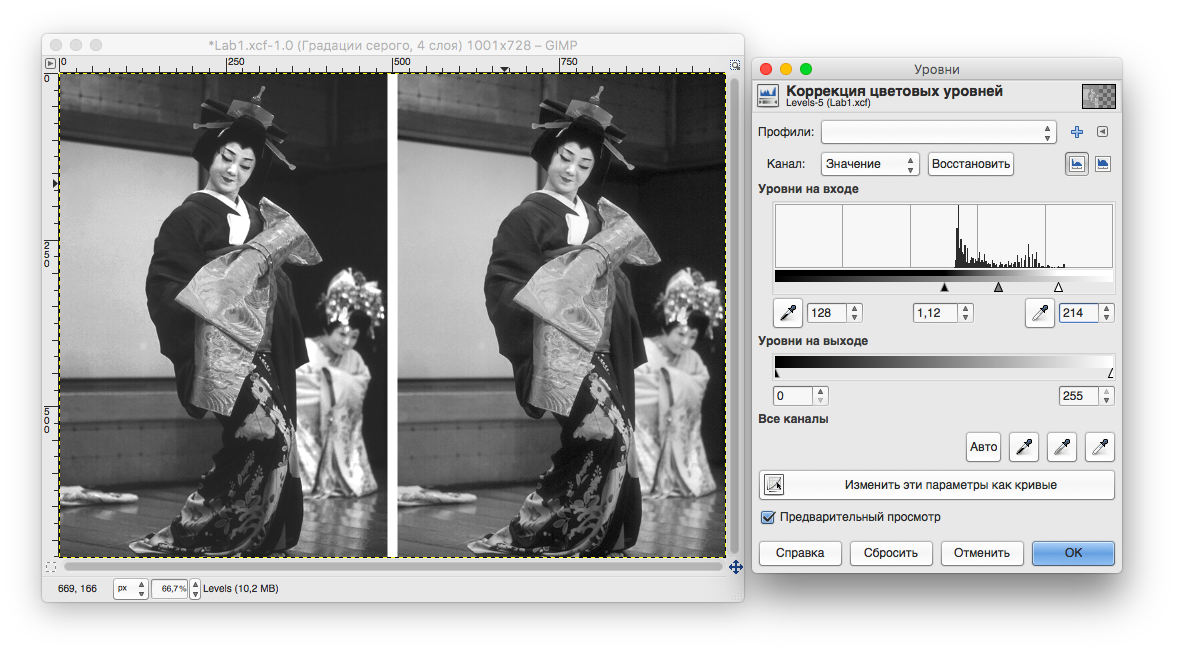 *Lab1.xcf-1.0 (Градации серого, 4 слоя) 1001x728 – GIMP
0 250 500 750
0
250
500
669, 166 px 66,7% Levels (10,2 MB)
Уровни
Коррекция цветовых уровней
Levels-5 (Lab1.xcf)
Профили:
Канал: Значение Восстановить
Уровни на входе
128 1,12 214
Уровни на выходе
0 255
Все каналы
Авто
Изменить эти параметры как кривые
Предварительный просмотр
Справка Сбросить Отменить OK